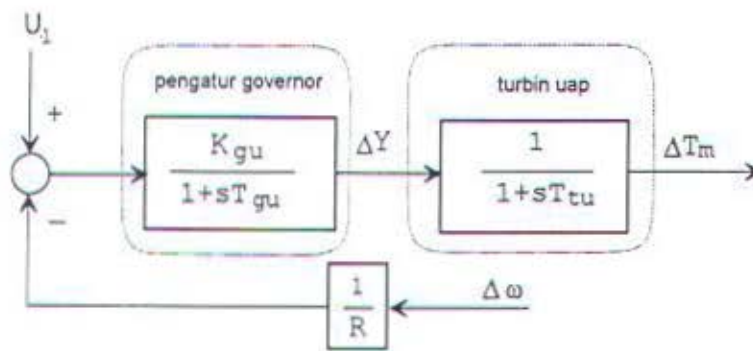 U1
+
pengatur governor
turbin uap
Kgu
1+sTgu
ΔY
1
1+sTtu
ΔTm
−
1
R
Δω